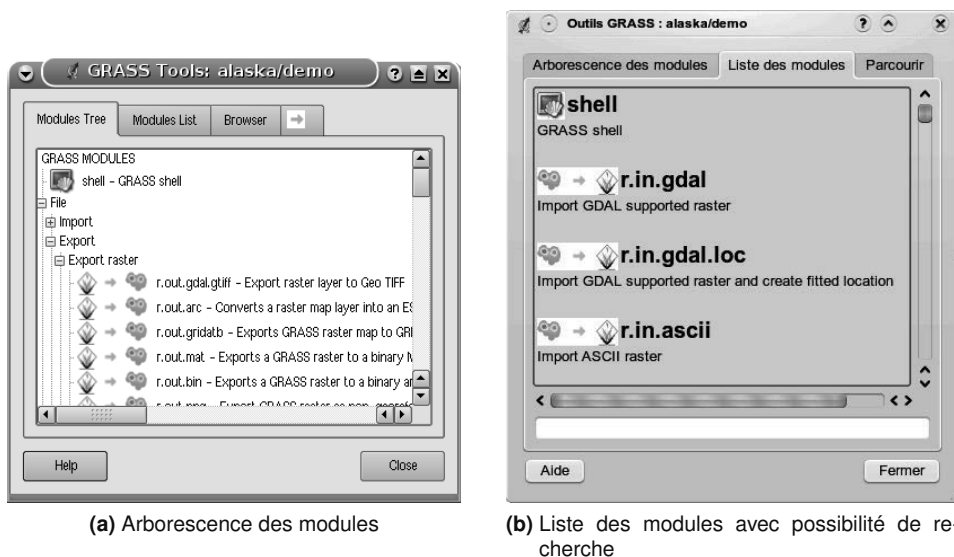 GRASS Tools: alaska/demo
Modules Tree
Modules List
Browser
GRASS MODULES
shell - GRASS shell
File
Import
Export
Export raster
r.out.gdal.gtiff - Export raster layer to Geo TIFF
r.out.arc - Converts a raster map layer into an ES
r.out.gridatb - Exports GRASS raster map to GRI
r.out.mat - Exports a GRASS raster to a binary M
r.out.bin - Exports a GRASS raster to a binary ar
Help
Close
(a) Arborescence des modules
Outils GRASS : alaska/demo
Arborescence des modules
Liste des modules
Parcourir
shell
GRASS shell
r.in.gdal
Import GDAL supported raster
r.in.gdal.loc
Import GDAL supported raster and create fitted location
r.in.ascii
Import ASCII raster
Aide
Fermer
(b) Liste des modules avec possibilité de re-
cherche